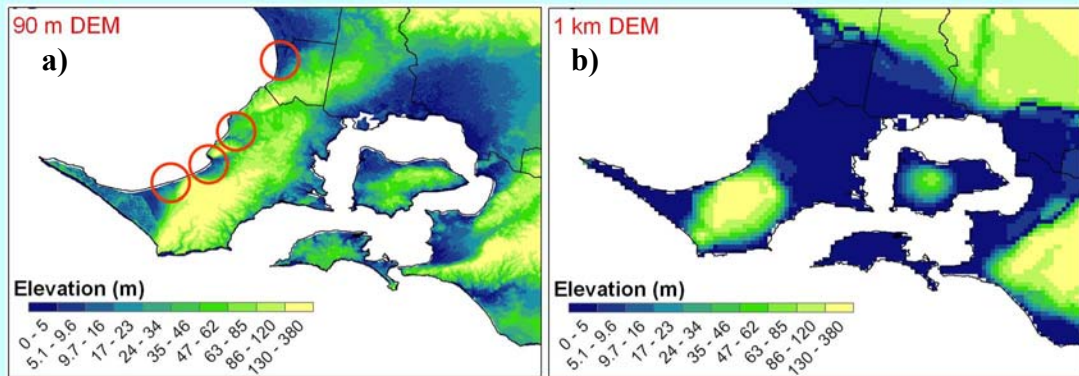 90 m DEM
a)
Elevation (m)
0 - 5
5.1 - 9.6
9.7 - 16
17 - 23
24 - 34
35 - 46
47 - 62
63 - 85
86 - 120
130 - 380
1 km DEM
b)
Elevation (m)
0 - 5
5.1 - 9.6
9.7 - 16
17 - 23
24 - 34
35 - 46
47 - 62
63 - 85
86 - 120
130 - 380